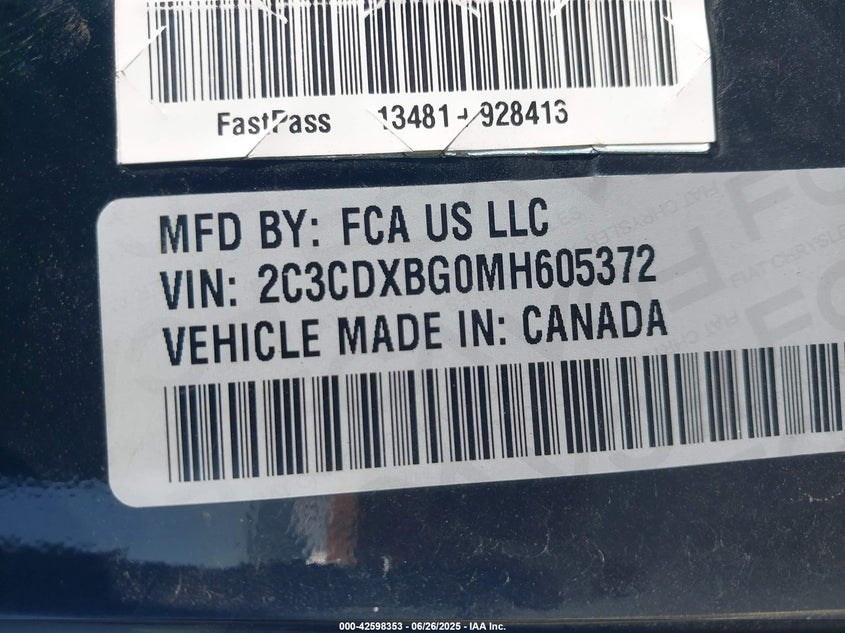 FastPass 13481 - 928413
MFD BY: FCA US LLC
VIN: 2C3CDXBG0MH605372
VEHICLE MADE IN: CANADA
000-42598353 / 06/26/2025 - IAA Inc.